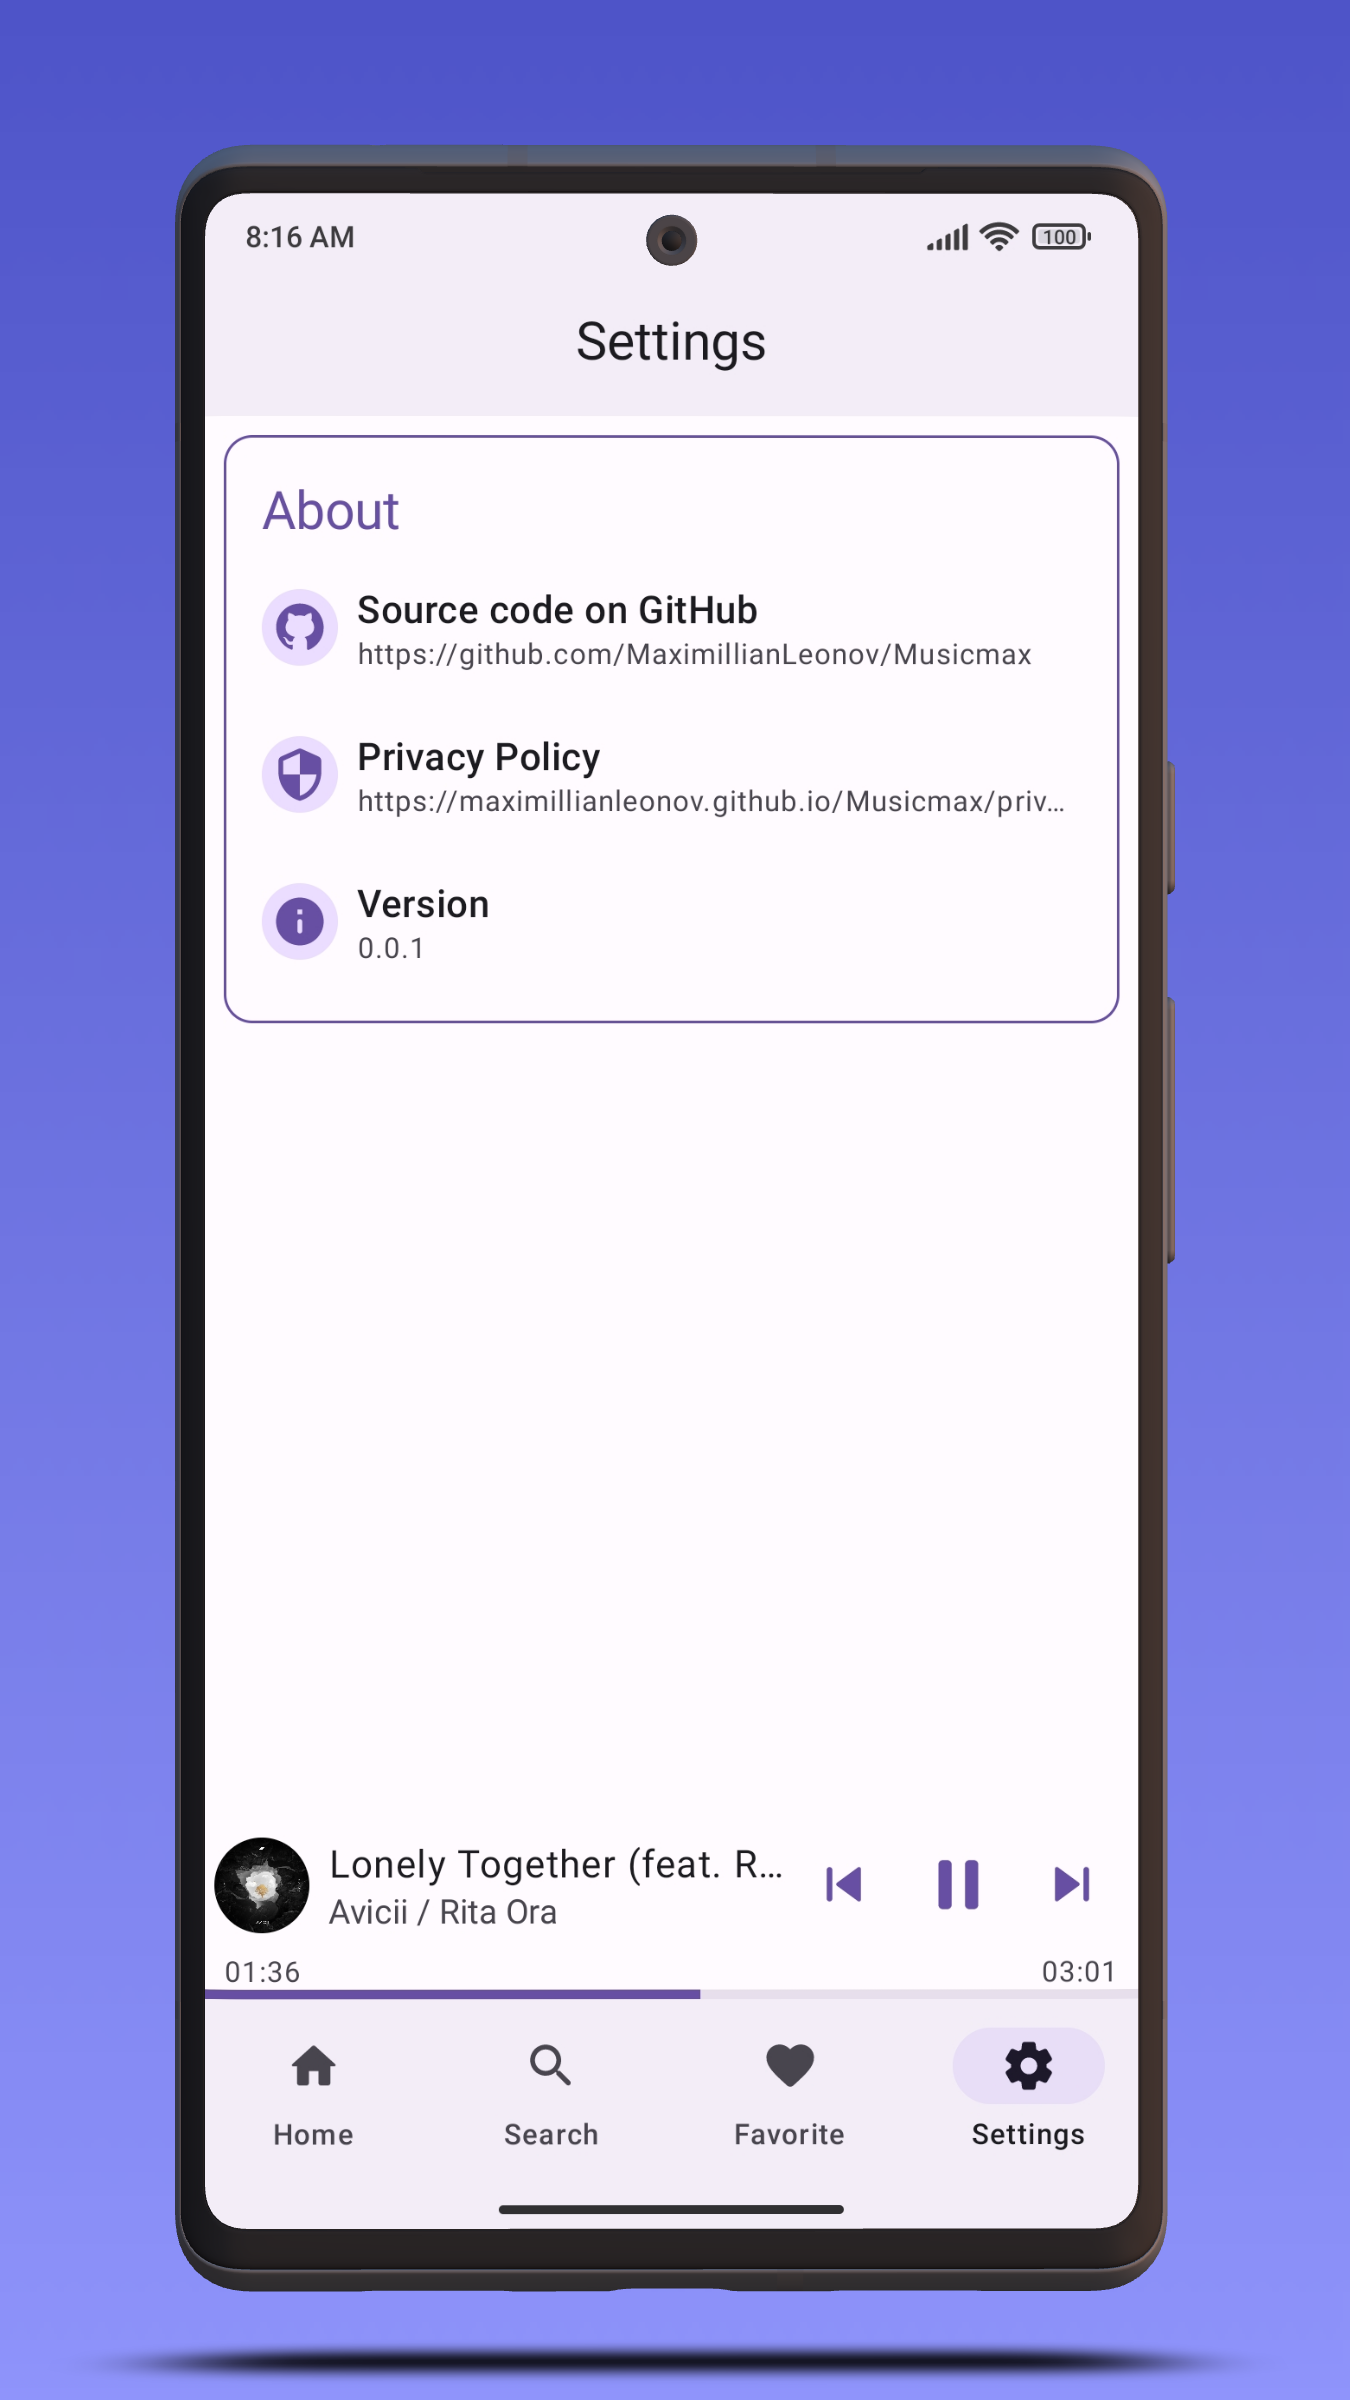 8:16 AM
100
Settings
About
Source code on GitHub
https://github.com/MaximillianLeonov/Musicmax
Privacy Policy
https://maximillianleonov.github.io/Musicmax/priv…
Version
0.0.1
Lonely Together (feat. R…
Avicii / Rita Ora
01:36
03:01
Home
Search
Favorite
Settings